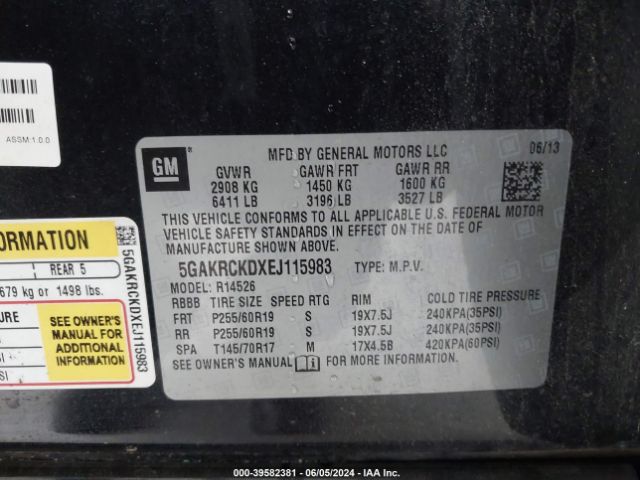 ASSM:1.0.0
GM
MFD BY GENERAL MOTORS LLC 06/13
GVWR GAWR FRT GAWR RR
2908 KG 1450 KG 1600 KG
6411 LB 3196 LB 3527 LB
THIS VEHICLE CONFORMS TO ALL APPLICABLE U.S. FEDERAL MOTOR
VEHICLE SAFETY STANDARDS IN EFFECT ON THE DATE OF
MANUFACTURE SHOWN ABOVE.
5GAKRCKDXEJ115983 TYPE: M.P.V.
MODEL: R14526
RBBB TIRE SIZE SPEED RTG RIM COLD TIRE PRESSURE
FRT P255/60R19 S 19X7.5J 240KPA(35PSI)
RR P255/60R19 S 19X7.5J 240KPA(35PSI)
SPA T145/70R17 M 17X4.5B 420KPA(60PSI)
SEE OWNER'S MANUAL FOR MORE INFORMATION.
ORMATION
REAR 5
679 kg or 1498 lbs.
URE
SEE OWNER'S
MANUAL FOR
ADDITIONAL
INFORMATION
5GAKRCKDXEJ115983
000-39582381 - 06/05/2024 - IAA Inc.